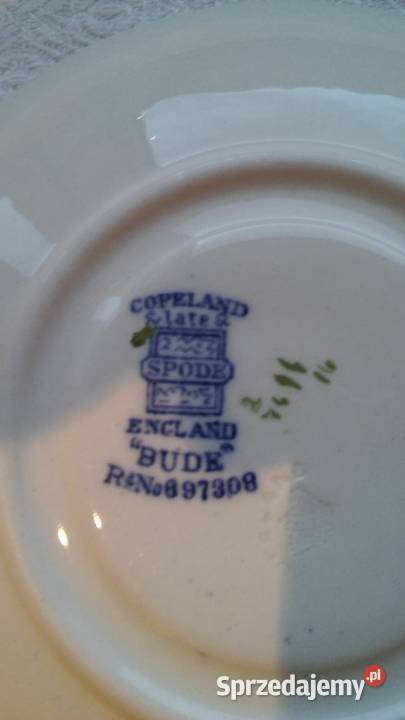 COPELAND
& late &
SPODE
ENGLAND
"BUDE"
RdNo697308
Sprzedajemy.pl